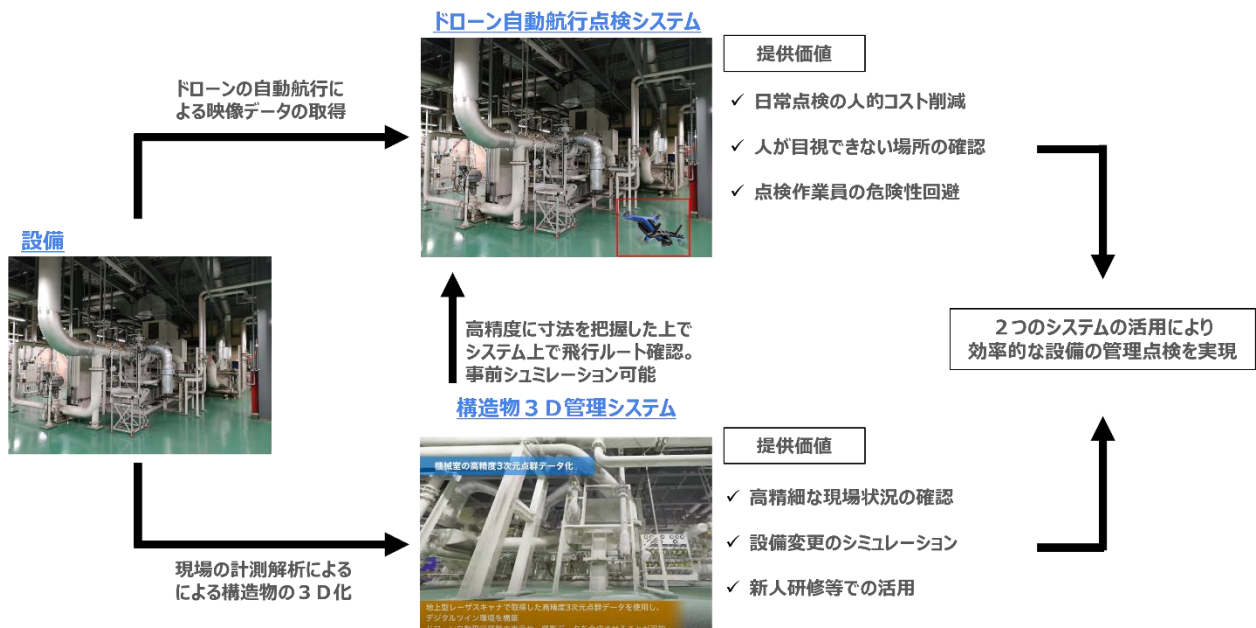 ドローン自動航行点検システム
提供価値
ドローンの自動航行に
よる映像データの取得
✓ 日常点検の人的コスト削減
✓ 人が目視できない場所の確認
✓ 点検作業員の危険性回避
設備
高精度に寸法を把握した上で
システム上で飛行ルート確認。
事前シュミレーション可能
２つのシステムの活用により
効率的な設備の管理点検を実現
構造物３Ｄ管理システム
提供価値
機械室の高精度3次元点群データ化
✓ 高精細な現場状況の確認
✓ 設備変更のシミュレーション
✓ 新人研修等での活用
現場の計測解析による
による構造物の３Ｄ化
地上型レーザスキャナで取得した高精度3次元点群データを使用し、
デジタルツイン環境を構築